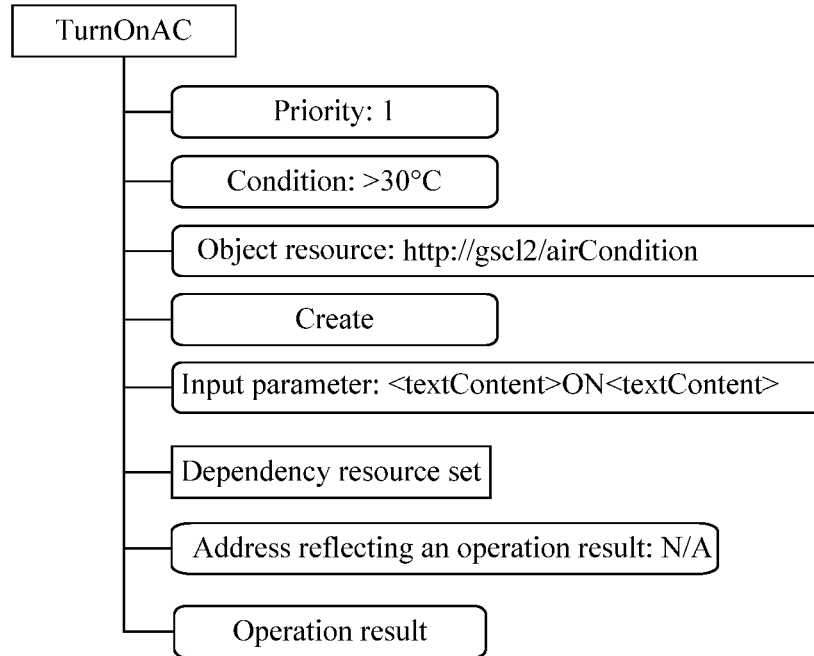 TurnOnAC
Priority: 1
Condition: >30°C
Object resource: http://gscl2/airCondition
Create
Input parameter: <textContent>ON<textContent>
Dependency resource set
Address reflecting an operation result: N/A
Operation result